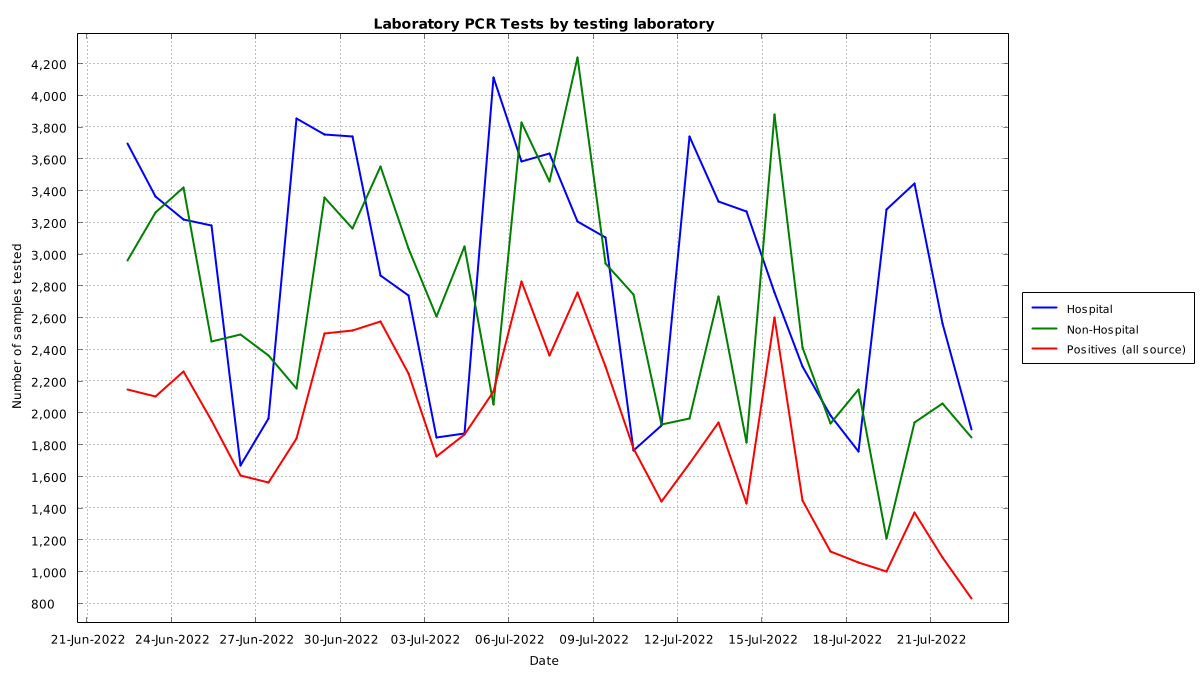 Laboratory PCR Tests by testing laboratory
4,200
4,000
3,800
3,600
3,400
3,200
3,000
2,800
2,600
2,400
2,200
2,000
1,800
1,600
1,400
1,200
1,000
800
Number of samples tested
21-Jun-2022 24-Jun-2022 27-Jun-2022 30-Jun-2022 03-Jul-2022 06-Jul-2022 09-Jul-2022 12-Jul-2022 15-Jul-2022 18-Jul-2022 21-Jul-2022
Date
Hospital
Non-Hospital
Positives (all source)